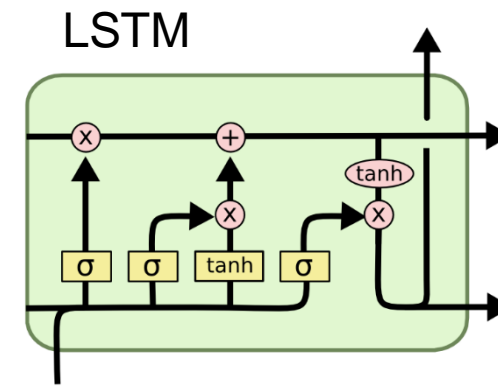 LSTM
x +
tanh
x x
σ σ tanh σ